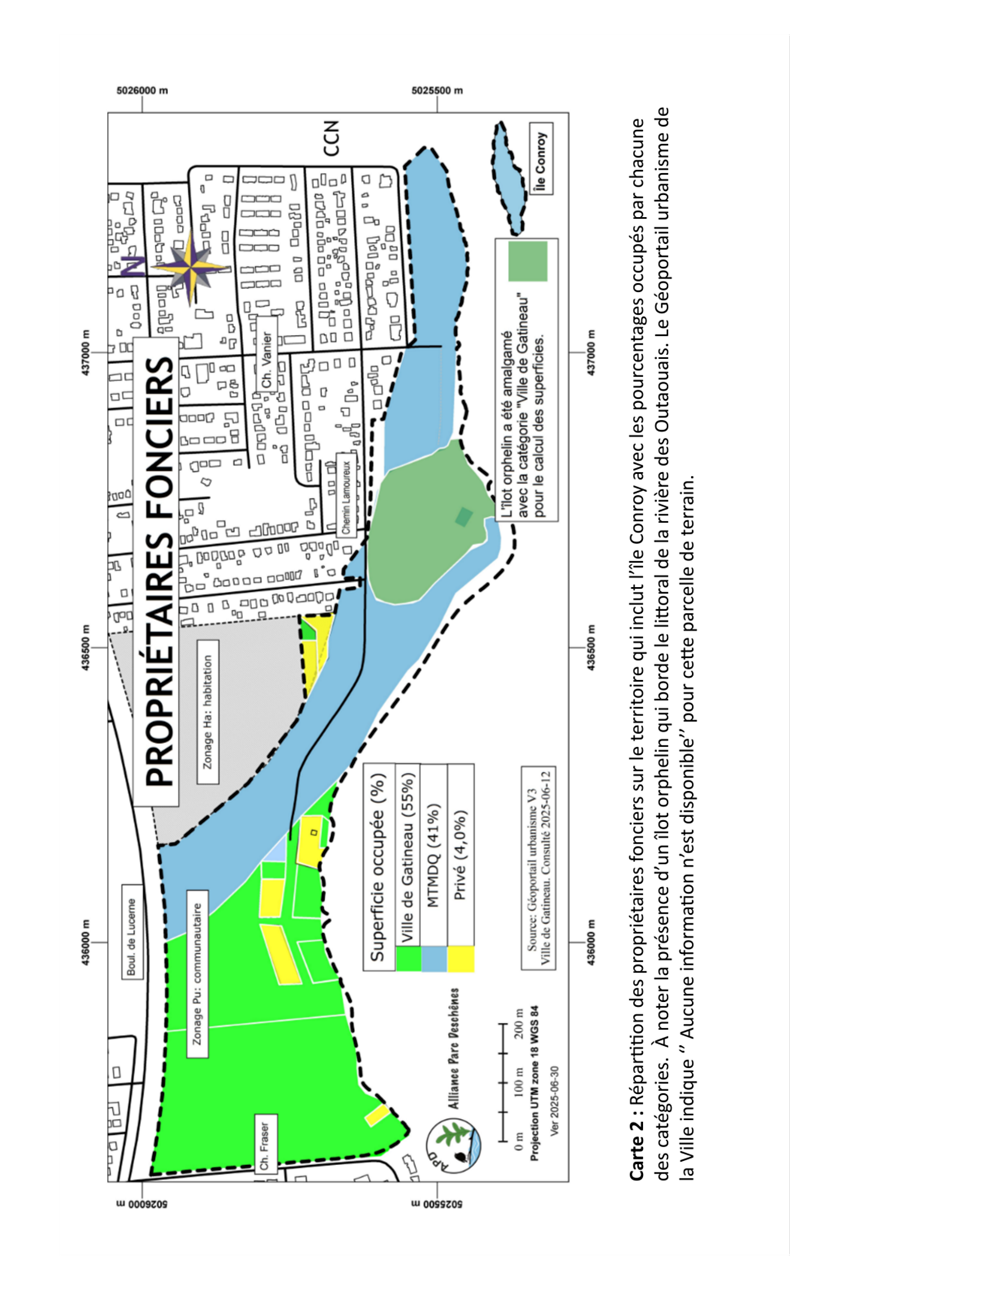 5026000 m
5025500 m
CCN
N
PROPRIÉTAIRES FONCIERS
Ch. Vanier
Chemin Lamoureux
Île Conroy
437000 m
437000 m
L'îlot orphelin a été amalgamé
avec la catégorie "Ville de Gatineau"
pour le calcul des superficies.
436500 m
436500 m
Zonage Ha: habitation
Boul. de Lucerne
Zonage Pu: communautaire
436000 m
436000 m
Ch. Fraser
Superficie occupée (%)
Ville de Gatineau (55%)
MTMDQ (41%)
Privé (4,0%)
Source: Géoportail urbanisme V3
Ville de Gatineau. Consulté 2025-06-12
APD
Alliance Parc Deschênes
0 m 100 m 200 m
Projection UTM zone 18 WGS 84
Ver 2025-06-30
5026000 m
5025500 m
Carte 2 : Répartition des propriétaires fonciers sur le territoire qui inclut l'île Conroy avec les pourcentages occupés par chacune
des catégories. À noter la présence d'un îlot orphelin qui borde le littoral de la rivière des Outaouais. Le Géoportail urbanisme de
la Ville indique " Aucune information n'est disponible" pour cette parcelle de terrain.